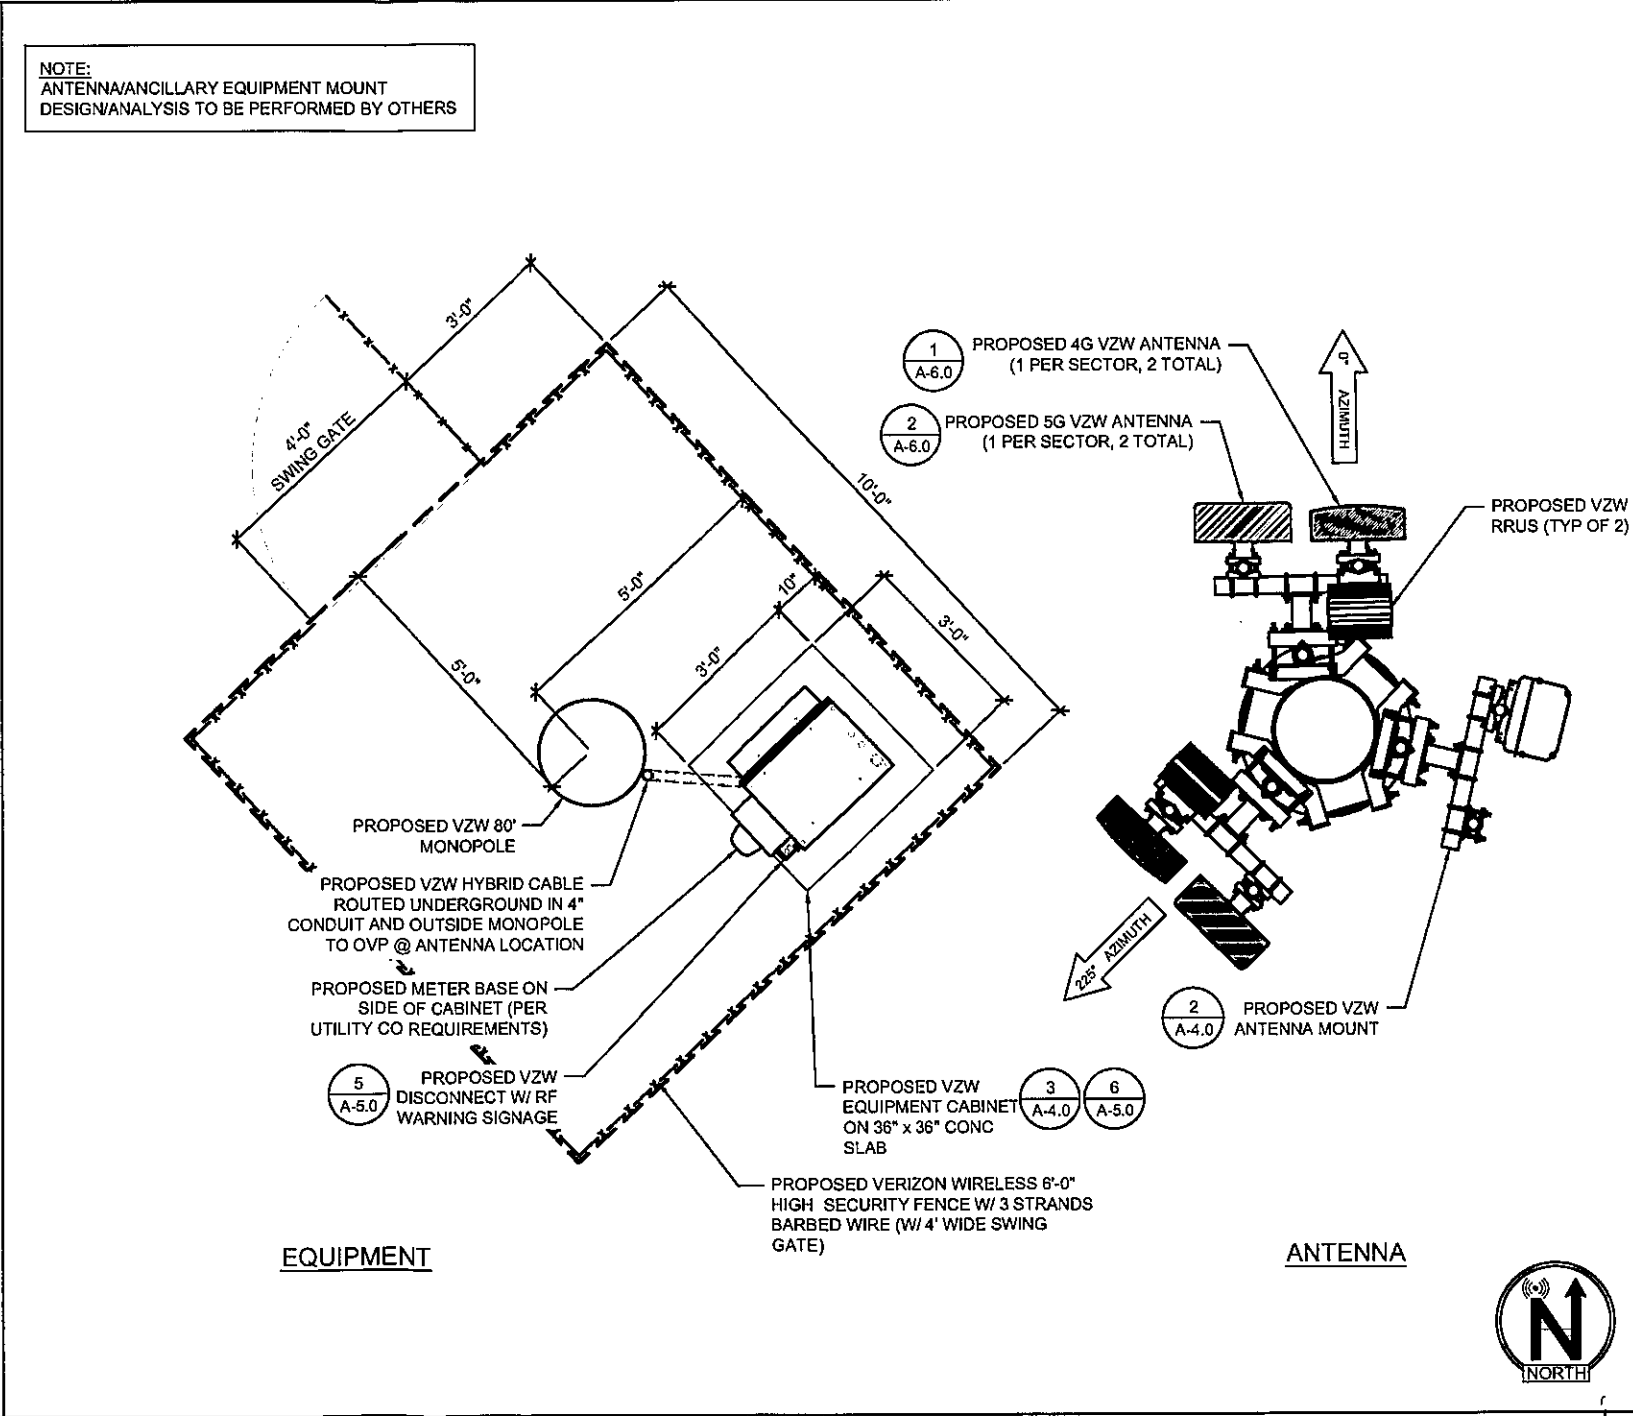 NOTE:
ANTENNA/ANCILLARY EQUIPMENT MOUNT
DESIGN/ANALYSIS TO BE PERFORMED BY OTHERS
3'-0"
4'-0"
SWING GATE
10'-0"
5'-0"
10"
3'-0"
3'-0"
5'-0"
PROPOSED VZW 80'
MONOPOLE
PROPOSED VZW HYBRID CABLE
ROUTED UNDERGROUND IN 4"
CONDUIT AND OUTSIDE MONOPOLE
TO OVP @ ANTENNA LOCATION
PROPOSED METER BASE ON
SIDE OF CABINET (PER
UTILITY CO REQUIREMENTS)
5
A-5.0
PROPOSED VZW
DISCONNECT W/ RF
WARNING SIGNAGE
PROPOSED VZW
EQUIPMENT CABINET
ON 36" x 36" CONC
SLAB
3
A-4.0
6
A-5.0
PROPOSED VERIZON WIRELESS 6'-0"
HIGH SECURITY FENCE W/ 3 STRANDS
BARBED WIRE (W/ 4' WIDE SWING
GATE)
EQUIPMENT
1
A-6.0
PROPOSED 4G VZW ANTENNA
(1 PER SECTOR, 2 TOTAL)
2
A-6.0
PROPOSED 5G VZW ANTENNA
(1 PER SECTOR, 2 TOTAL)
0°
AZIMUTH
PROPOSED VZW
RRUS (TYP OF 2)
225° AZIMUTH
2
A-4.0
PROPOSED VZW
ANTENNA MOUNT
ANTENNA
N
NORTH